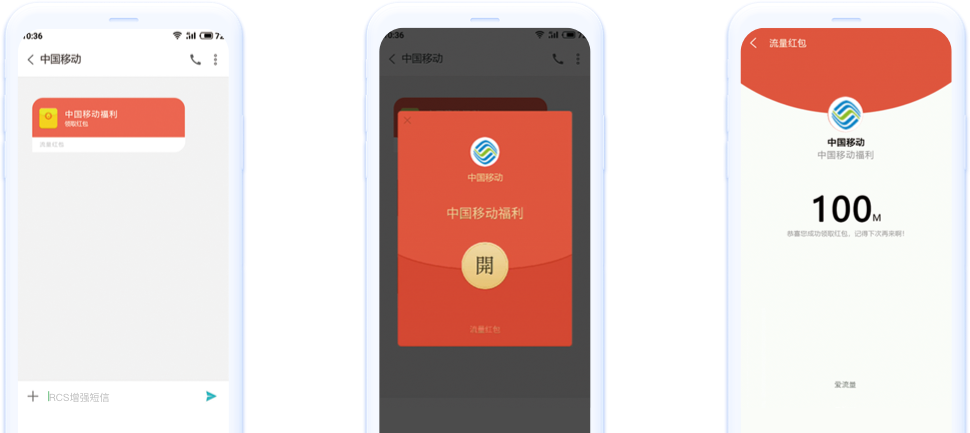 0:36
中国移动
中国移动福利
领取红包
流量红包
RCS增强短信
0:36
中国移动
中国移动
中国移动福利
開
流量红包
流量红包
中国移动
中国移动福利
100M
恭喜您成功领取红包，记得下次再来啊！
爱流量